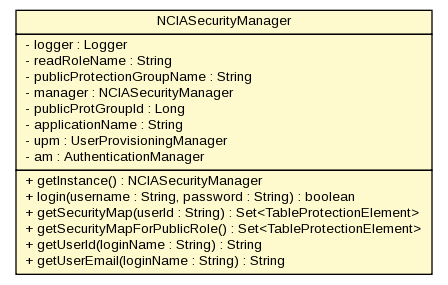 NCIASecurityManager
- logger : Logger
- readRoleName : String
- publicProtectionGroupName : String
- manager : NCIASecurityManager
- publicProtGroupId : Long
- applicationName : String
- upm : UserProvisioningManager
- am : AuthenticationManager
+ getInstance() : NCIASecurityManager
+ login(username : String, password : String) : boolean
+ getSecurityMap(userId : String) : Set<TableProtectionElement>
+ getSecurityMapForPublicRole() : Set<TableProtectionElement>
+ getUserId(loginName : String) : String
+ getUserEmail(loginName : String) : String